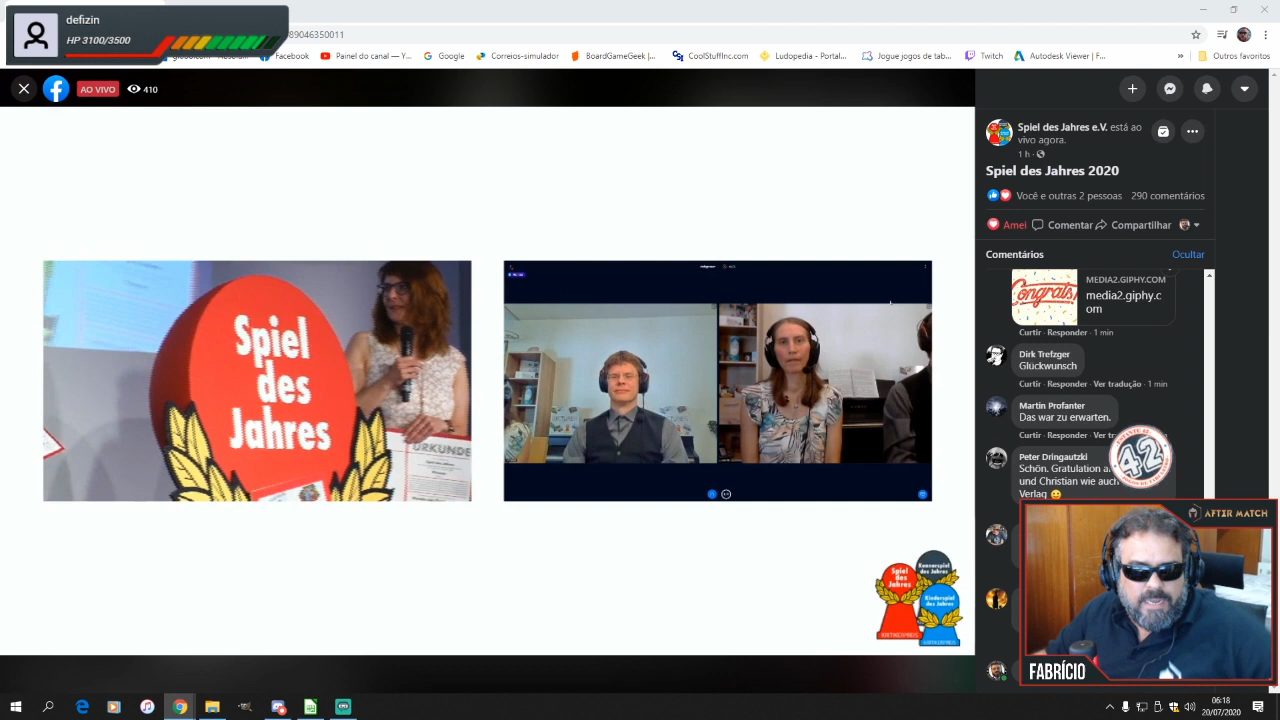 defizin
HP 3100/3500
89046350011
Facebook
Painel do canal — Y...
Google
Correios-simulador
BoardGameGeek |...
CoolStuffInc.com
Ludopedia - Portal...
Jogue jogos de tab...
Twitch
Autodesk Viewer | F...
»
Outros favoritos
AO VIVO
410
Spiel des Jahres e.V. está ao
vivo agora.
1 h ·
Spiel des Jahres 2020
Você e outras 2 pessoas
290 comentários
Amei
Comentar
Compartilhar
Comentários
Ocultar
MEDIA2.GIPHY.COM
media2.giphy.c
om
Congrats!
Curtir · Responder · 1 min
Dirk Trefzger
Glückwunsch
Curtir · Responder · Ver tradução · 1 min
Martin Profanter
Das war zu erwarten.
Curtir · Responder · Ver
Peter Dringautzki
Schön. Gratulation
und Christian wie auch
Verlag
42
Spiel
des
Jahres
URKUNDE
Spiel
des
Jahres
Kennerspiel
des Jahres
Kinderspiel
des Jahres
AFTER MATCH
FABRÍCIO
06:18
20/07/2020